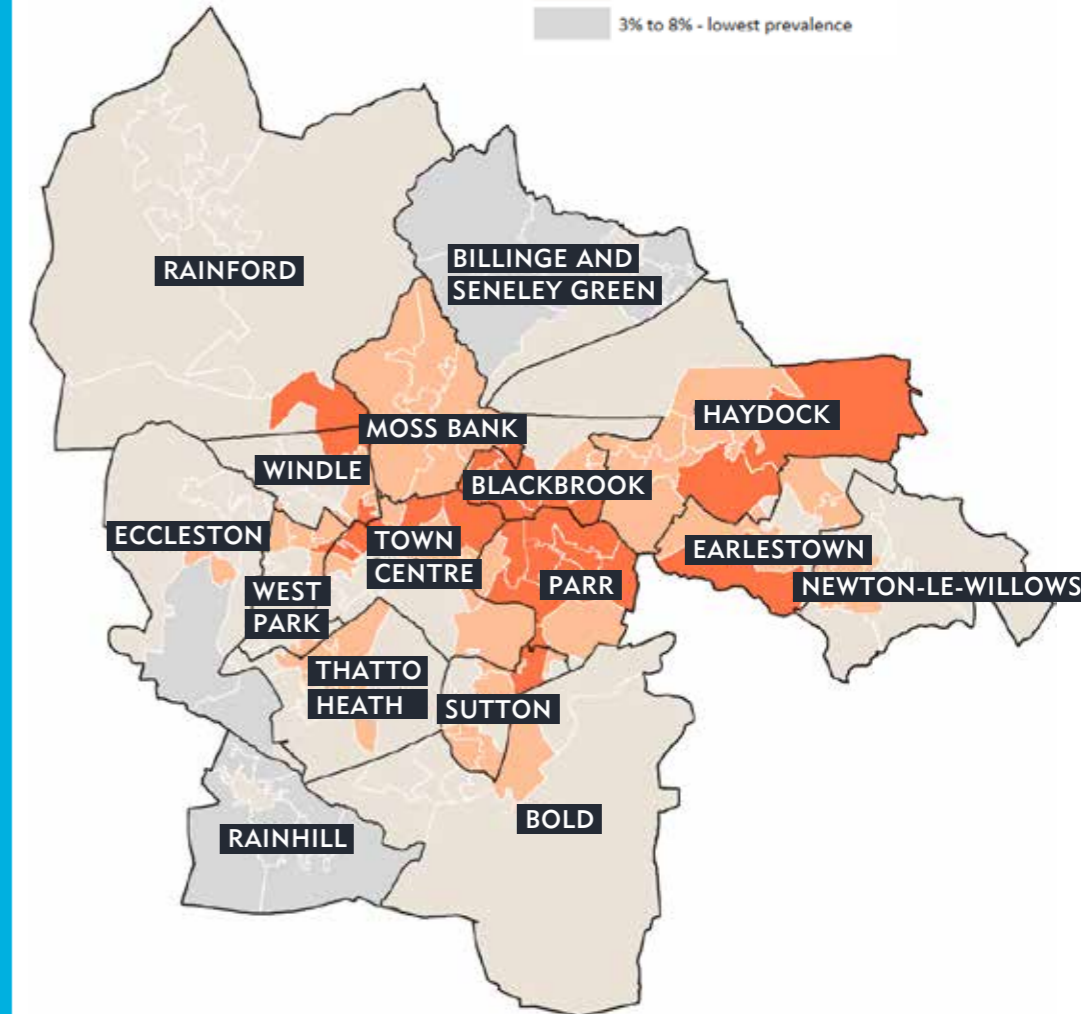 3% to 8% - lowest prevalence
RAINFORD
BILLINGE AND
SENELEY GREEN
HAYDOCK
MOSS BANK
WINDLE
BLACKBROOK
ECCLESTON
TOWN
CENTRE
EARLESTOWN
WEST
PARK
PARR
NEWTON-LE-WILLOWS
THATTO
HEATH
SUTTON
BOLD
RAINHILL